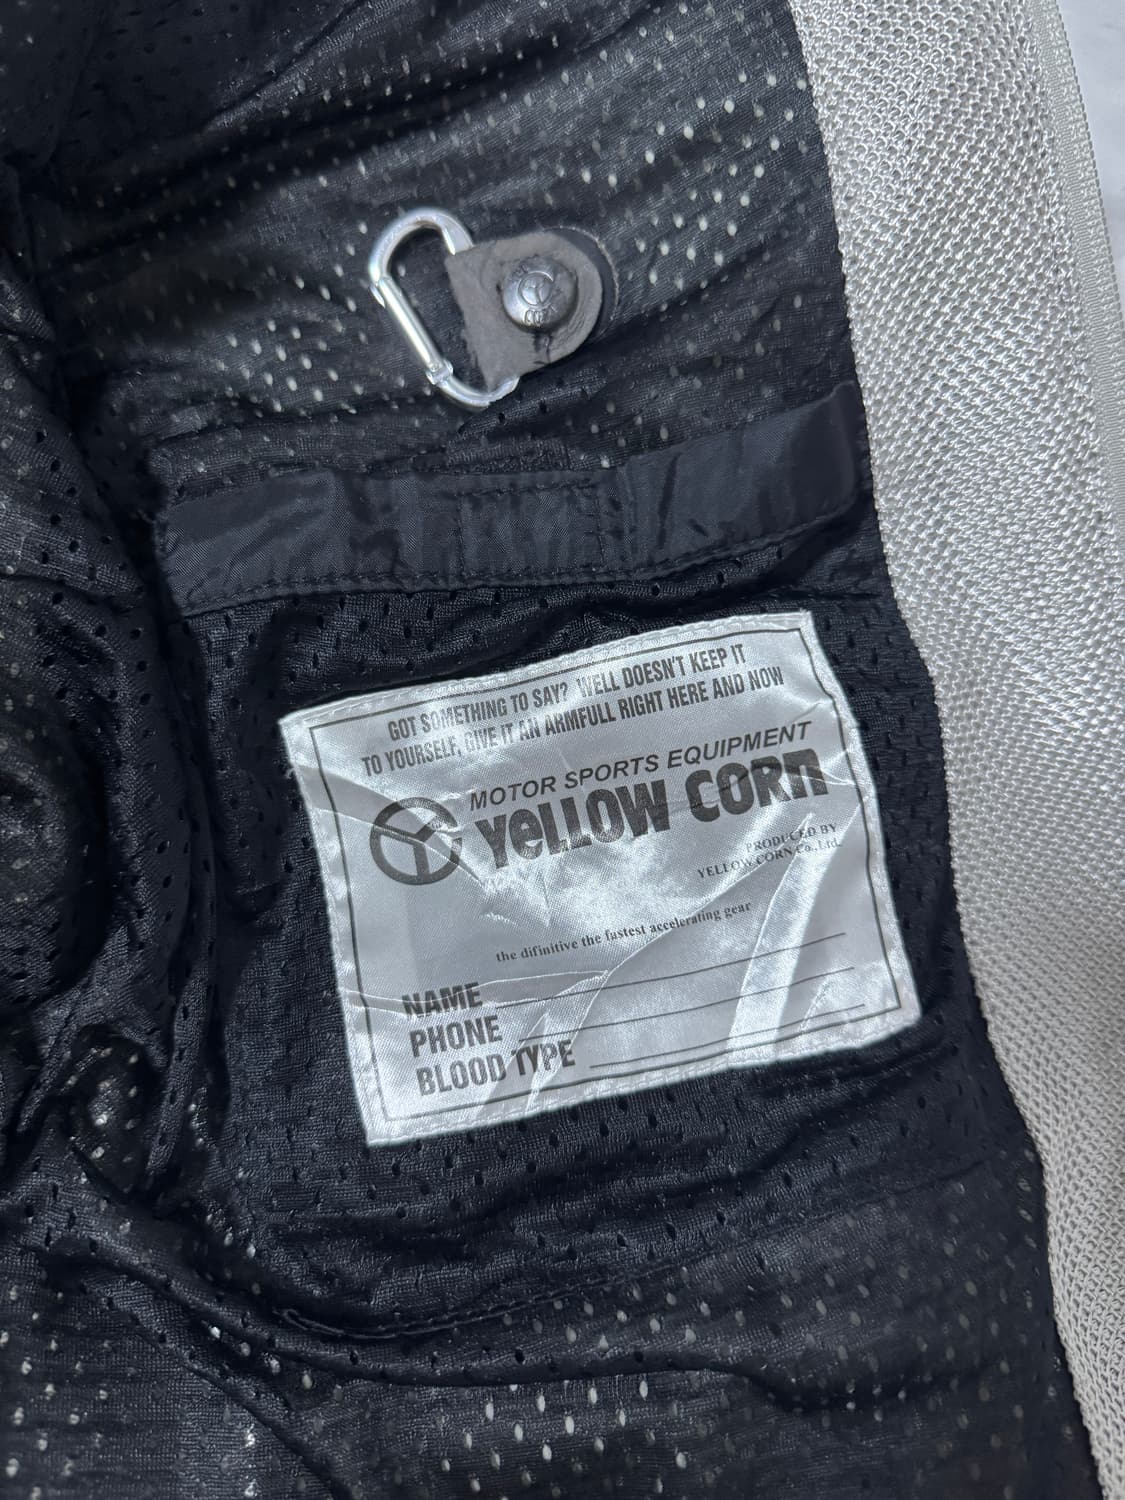 GOT SOMETHING TO SAY? WELL DOESN'T KEEP IT
TO YOURSELF, GIVE IT AN ARMFULL RIGHT HERE AND NOW
MOTOR SPORTS EQUIPMENT
YeLLOW CORn
PRODUCED BY
YELLOW CORN Co.,Ltd.
the difinitive the fastest accelerating gear
NAME
PHONE
BLOOD TYPE